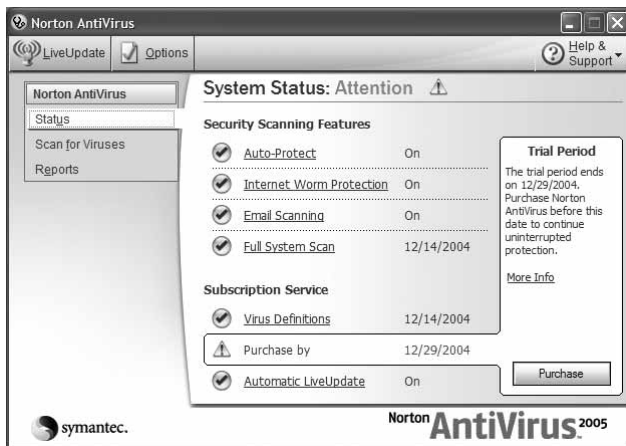 Norton AntiVirus
LiveUpdate
Options
Help &
Support
Norton AntiVirus
Status
Scan for Viruses
Reports
System Status: Attention
Security Scanning Features
Auto-Protect On
Internet Worm Protection On
Email Scanning On
Full System Scan 12/14/2004
Subscription Service
Virus Definitions 12/14/2004
Purchase by 12/29/2004
Automatic LiveUpdate On
Trial Period
The trial period ends
on 12/29/2004.
Purchase Norton
AntiVirus before this
date to continue
uninterrupted
protection.
More Info
Purchase
symantec.
Norton AntiVirus 2005